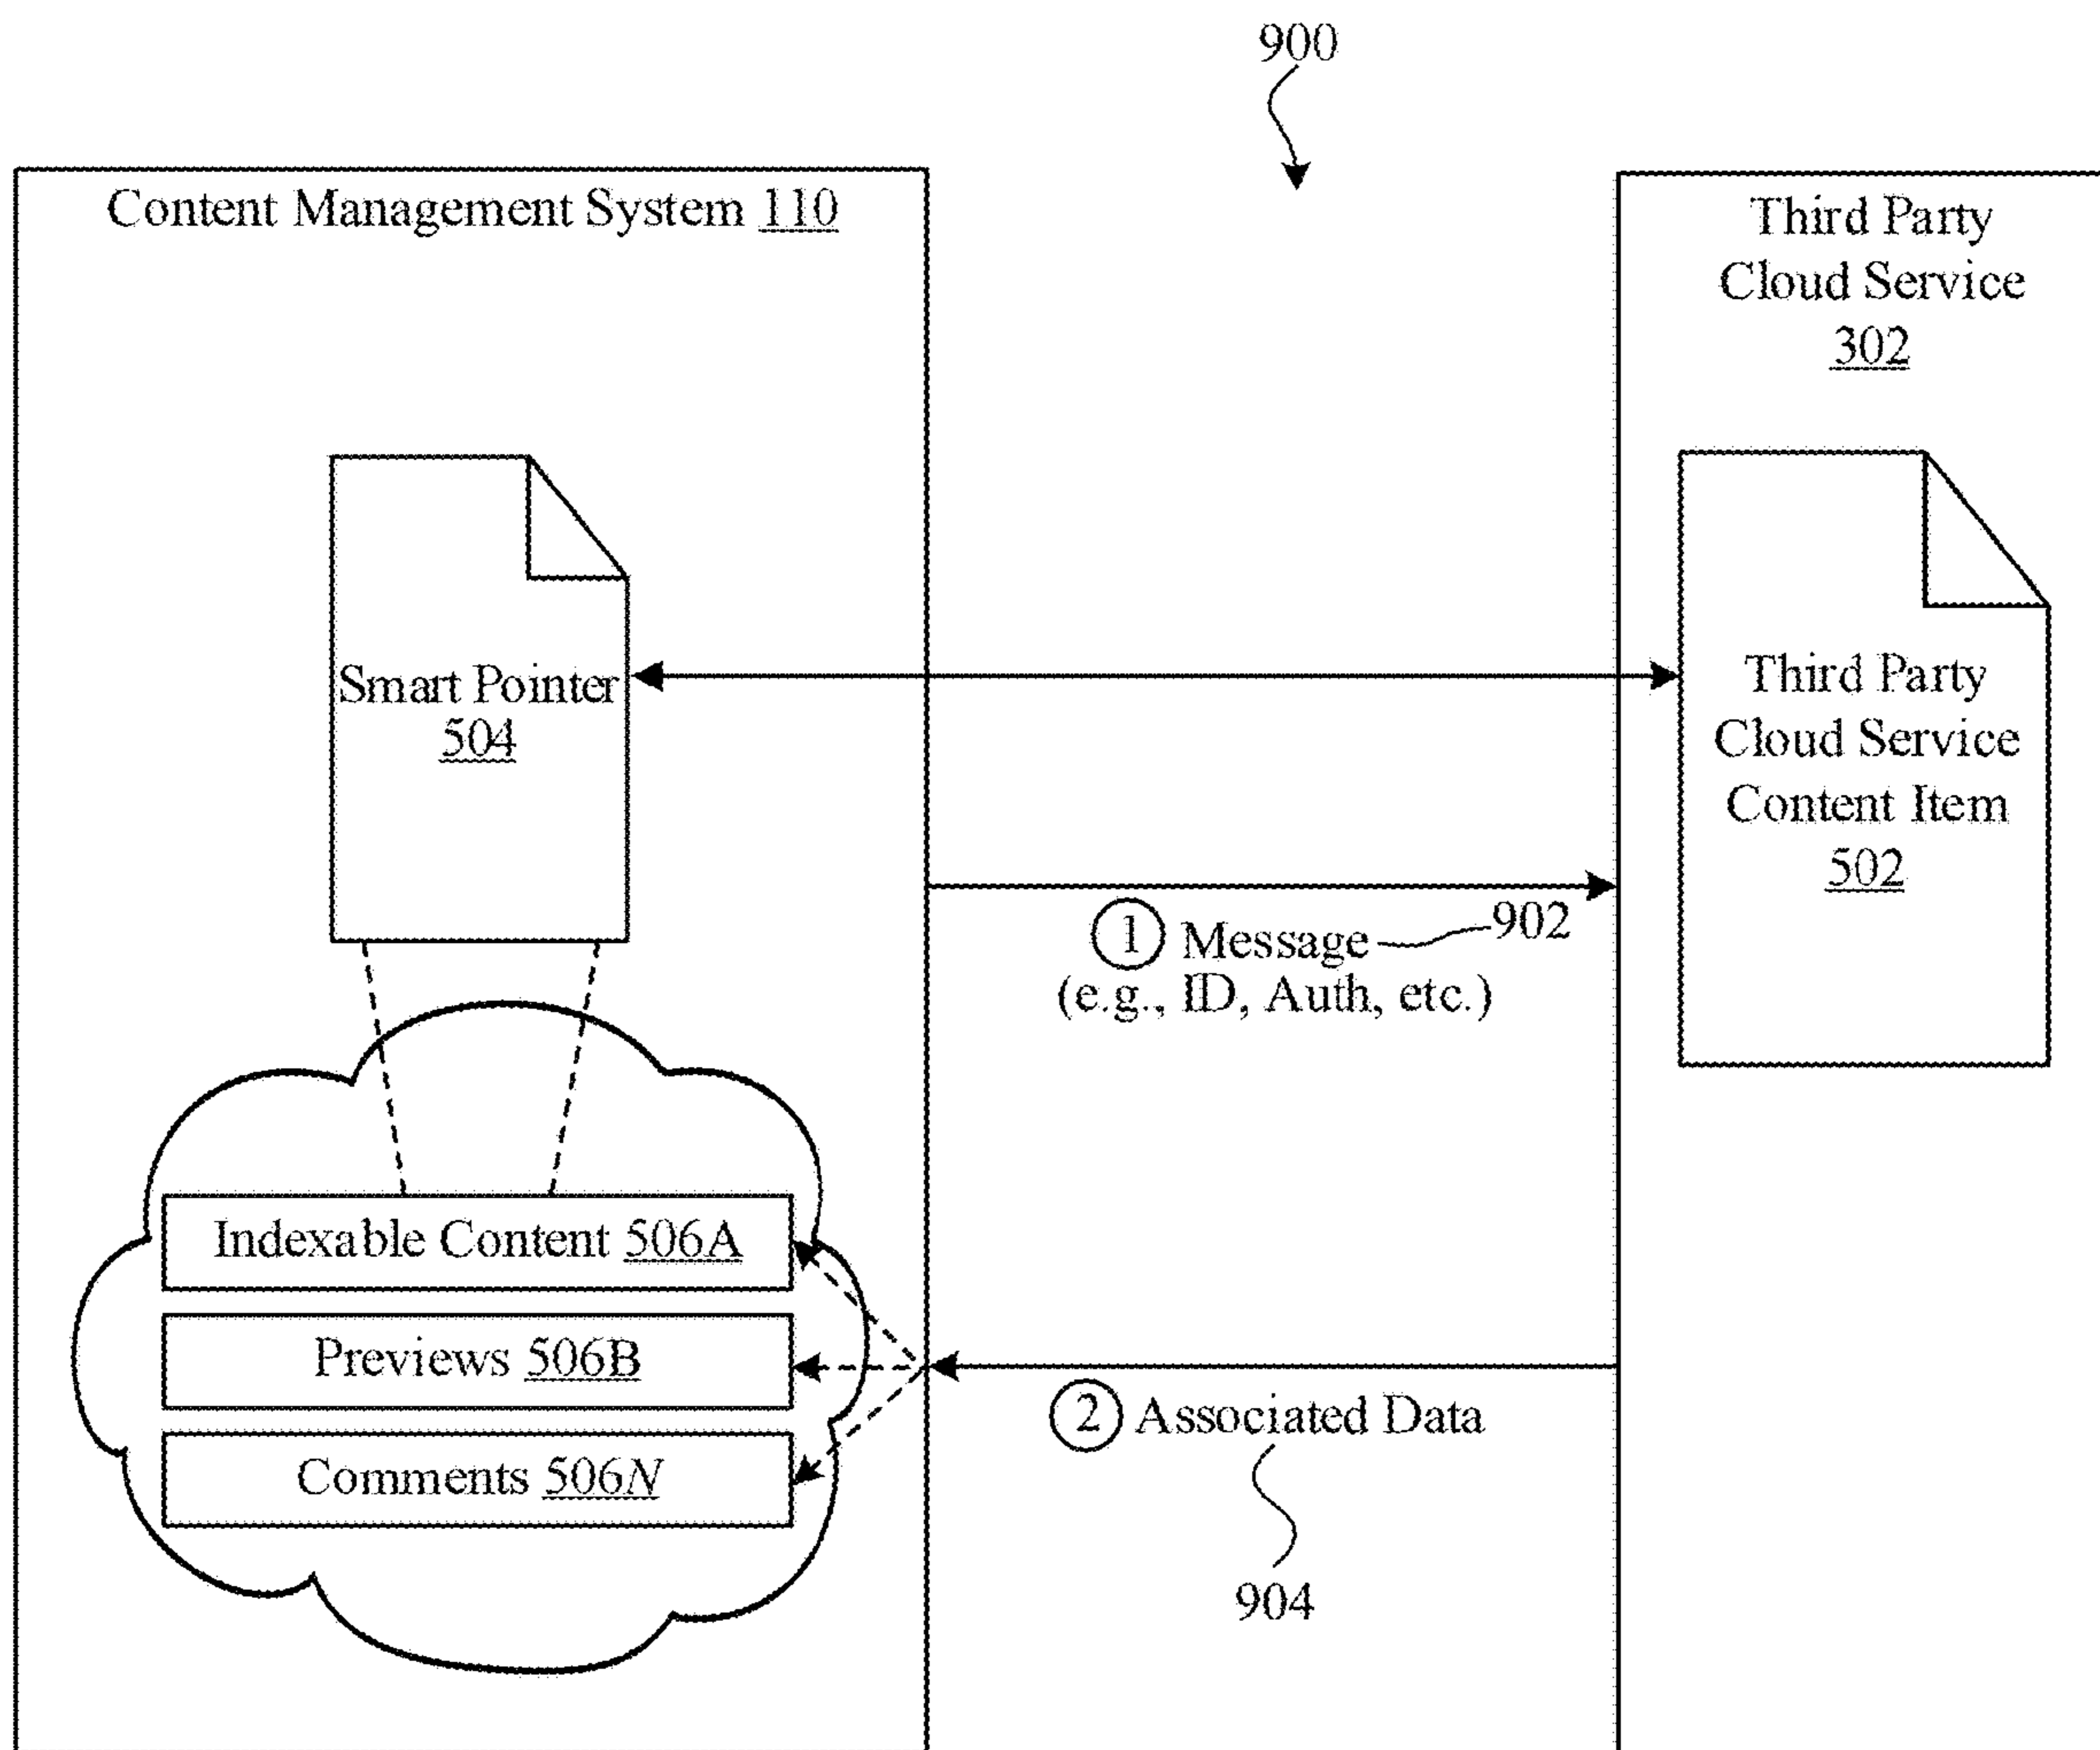 900
Content Management System 110
Third Party
Cloud Service
302
Smart Pointer
504
Third Party
Cloud Service
Content Item
502
1 Message 902
(e.g., ID, Auth, etc.)
Indexable Content 506A
Previews 506B
Comments 506N
2 Associated Data
904